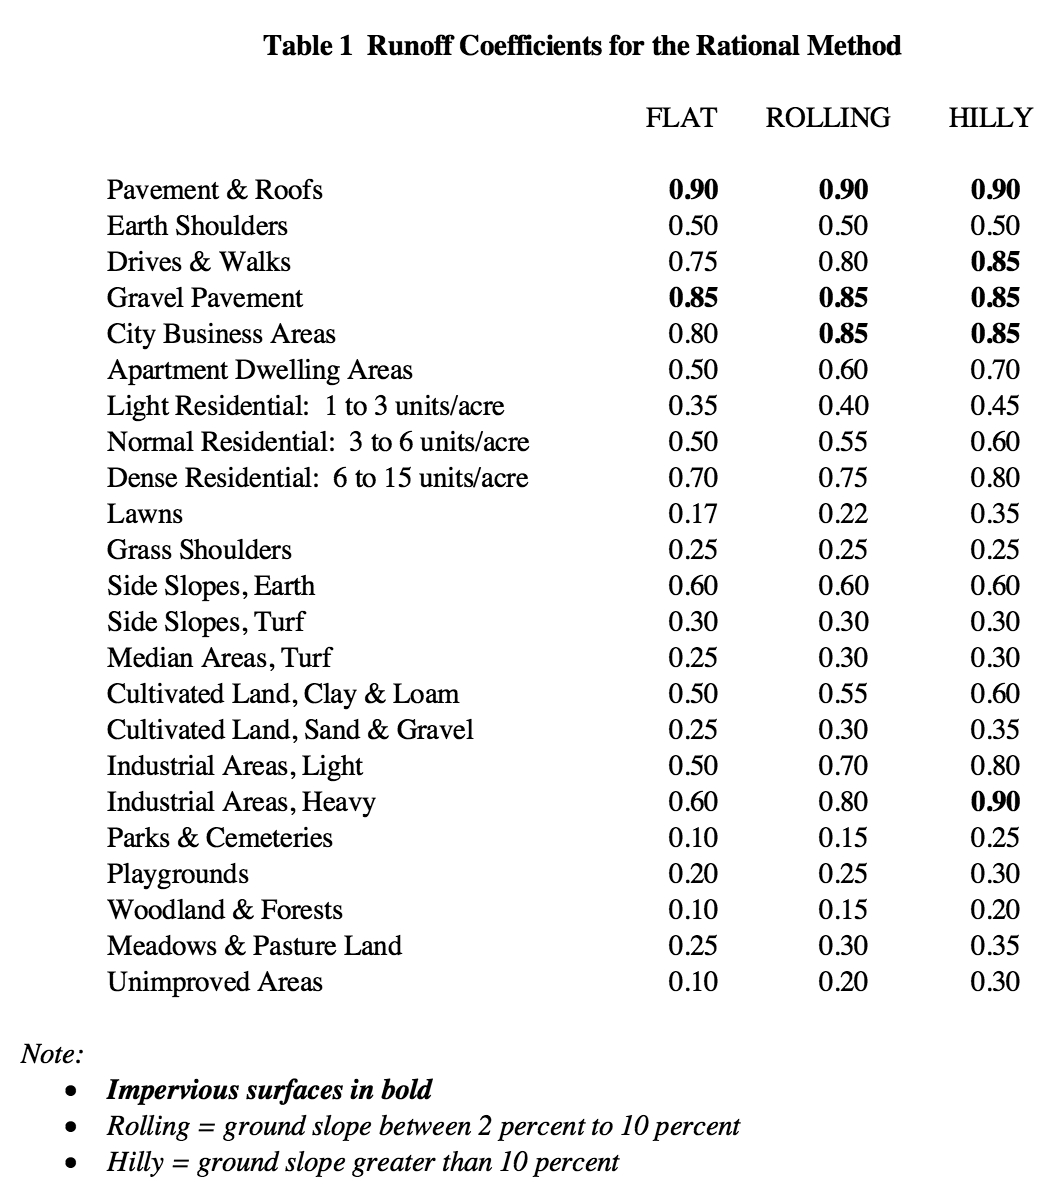 Table 1 Runoff Coefficients for the Rational Method
FLAT ROLLING HILLY
Pavement & Roofs 0.90 0.90 0.90
Earth Shoulders 0.50 0.50 0.50
Drives & Walks 0.75 0.80 0.85
Gravel Pavement 0.85 0.85 0.85
City Business Areas 0.80 0.85 0.85
Apartment Dwelling Areas 0.50 0.60 0.70
Light Residential: 1 to 3 units/acre 0.35 0.40 0.45
Normal Residential: 3 to 6 units/acre 0.50 0.55 0.60
Dense Residential: 6 to 15 units/acre 0.70 0.75 0.80
Lawns 0.17 0.22 0.35
Grass Shoulders 0.25 0.25 0.25
Side Slopes, Earth 0.60 0.60 0.60
Side Slopes, Turf 0.30 0.30 0.30
Median Areas, Turf 0.25 0.30 0.30
Cultivated Land, Clay & Loam 0.50 0.55 0.60
Cultivated Land, Sand & Gravel 0.25 0.30 0.35
Industrial Areas, Light 0.50 0.70 0.80
Industrial Areas, Heavy 0.60 0.80 0.90
Parks & Cemeteries 0.10 0.15 0.25
Playgrounds 0.20 0.25 0.30
Woodland & Forests 0.10 0.15 0.20
Meadows & Pasture Land 0.25 0.30 0.35
Unimproved Areas 0.10 0.20 0.30
Note:
• Impervious surfaces in bold
• Rolling = ground slope between 2 percent to 10 percent
• Hilly = ground slope greater than 10 percent